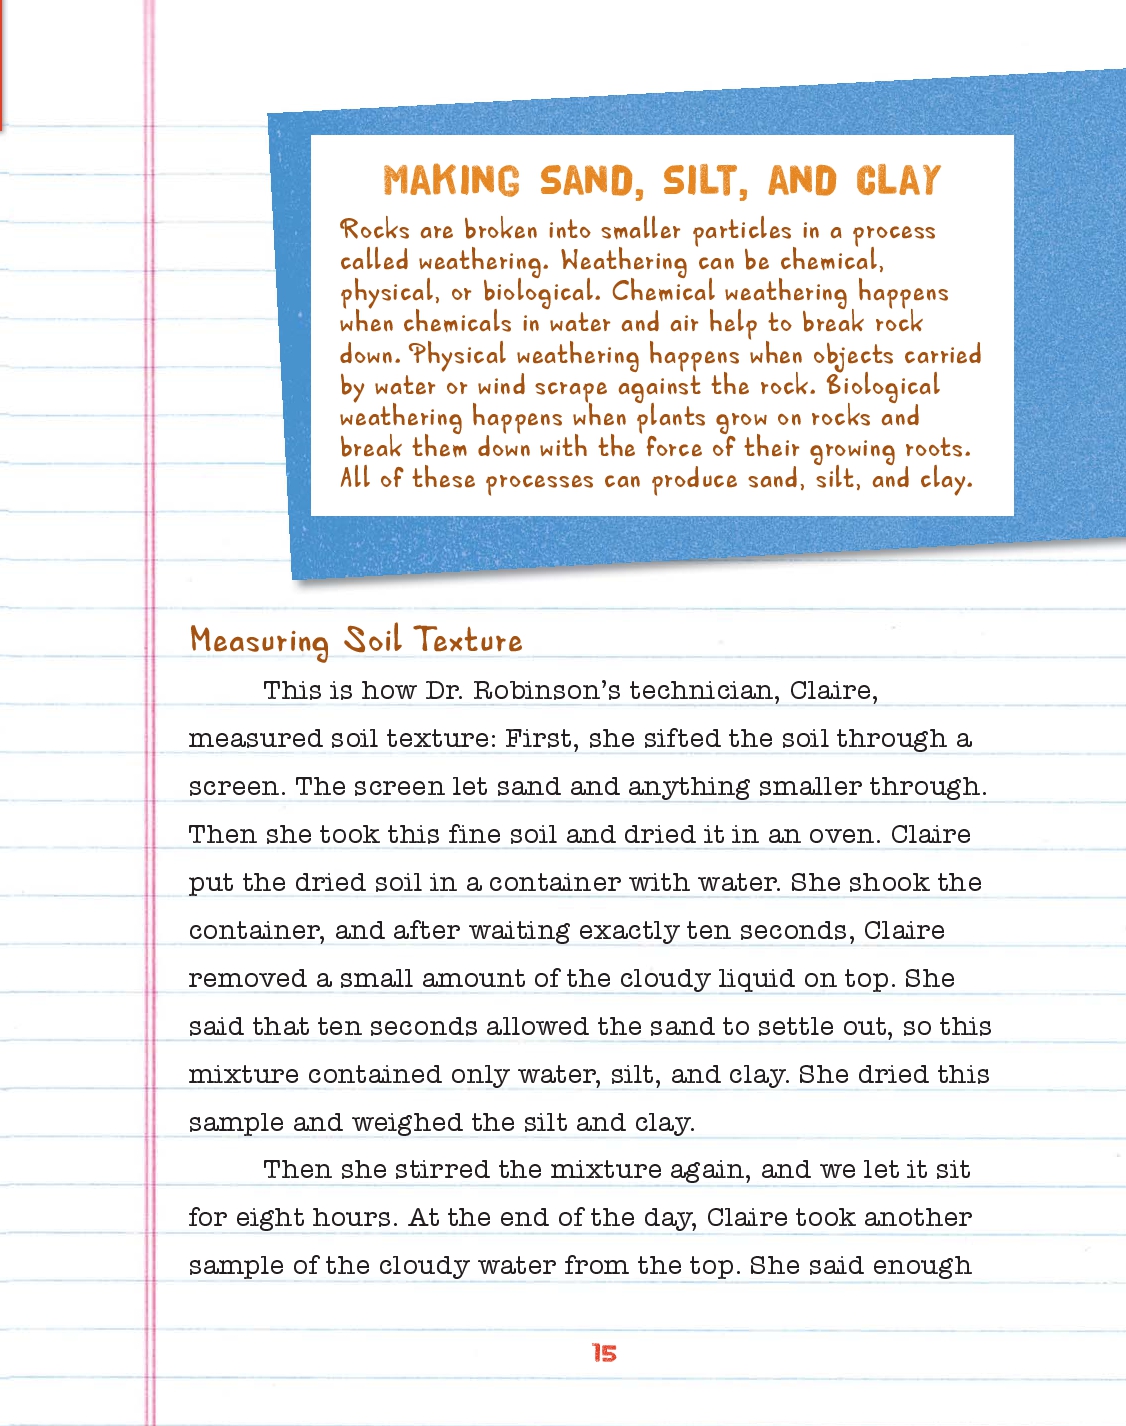 MAKING SAND, SILT, AND CLAY
Rocks are broken into smaller particles in a process
called weathering. Weathering can be chemical,
physical, or biological. Chemical weathering happens
when chemicals in water and air help to break rock
down. Physical weathering happens when objects carried
by water or wind scrape against the rock. Biological
weathering happens when plants grow on rocks and
break them down with the force of their growing roots.
All of these processes can produce sand, silt, and clay.
Measuring Soil Texture
This is how Dr. Robinson’s technician, Claire,
measured soil texture: First, she sifted the soil through a
screen. The screen let sand and anything smaller through.
Then she took this fine soil and dried it in an oven. Claire
put the dried soil in a container with water. She shook the
container, and after waiting exactly ten seconds, Claire
removed a small amount of the cloudy liquid on top. She
said that ten seconds allowed the sand to settle out, so this
mixture contained only water, silt, and clay. She dried this
sample and weighed the silt and clay.
Then she stirred the mixture again, and we let it sit
for eight hours. At the end of the day, Claire took another
sample of the cloudy water from the top. She said enough
15